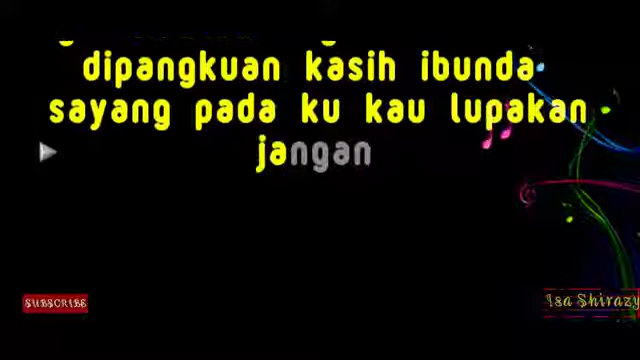 dipangkuan kasih ibunda
sayang pada ku kau lupakan
jangan
SUBSCRIBE
Isa Shirazy